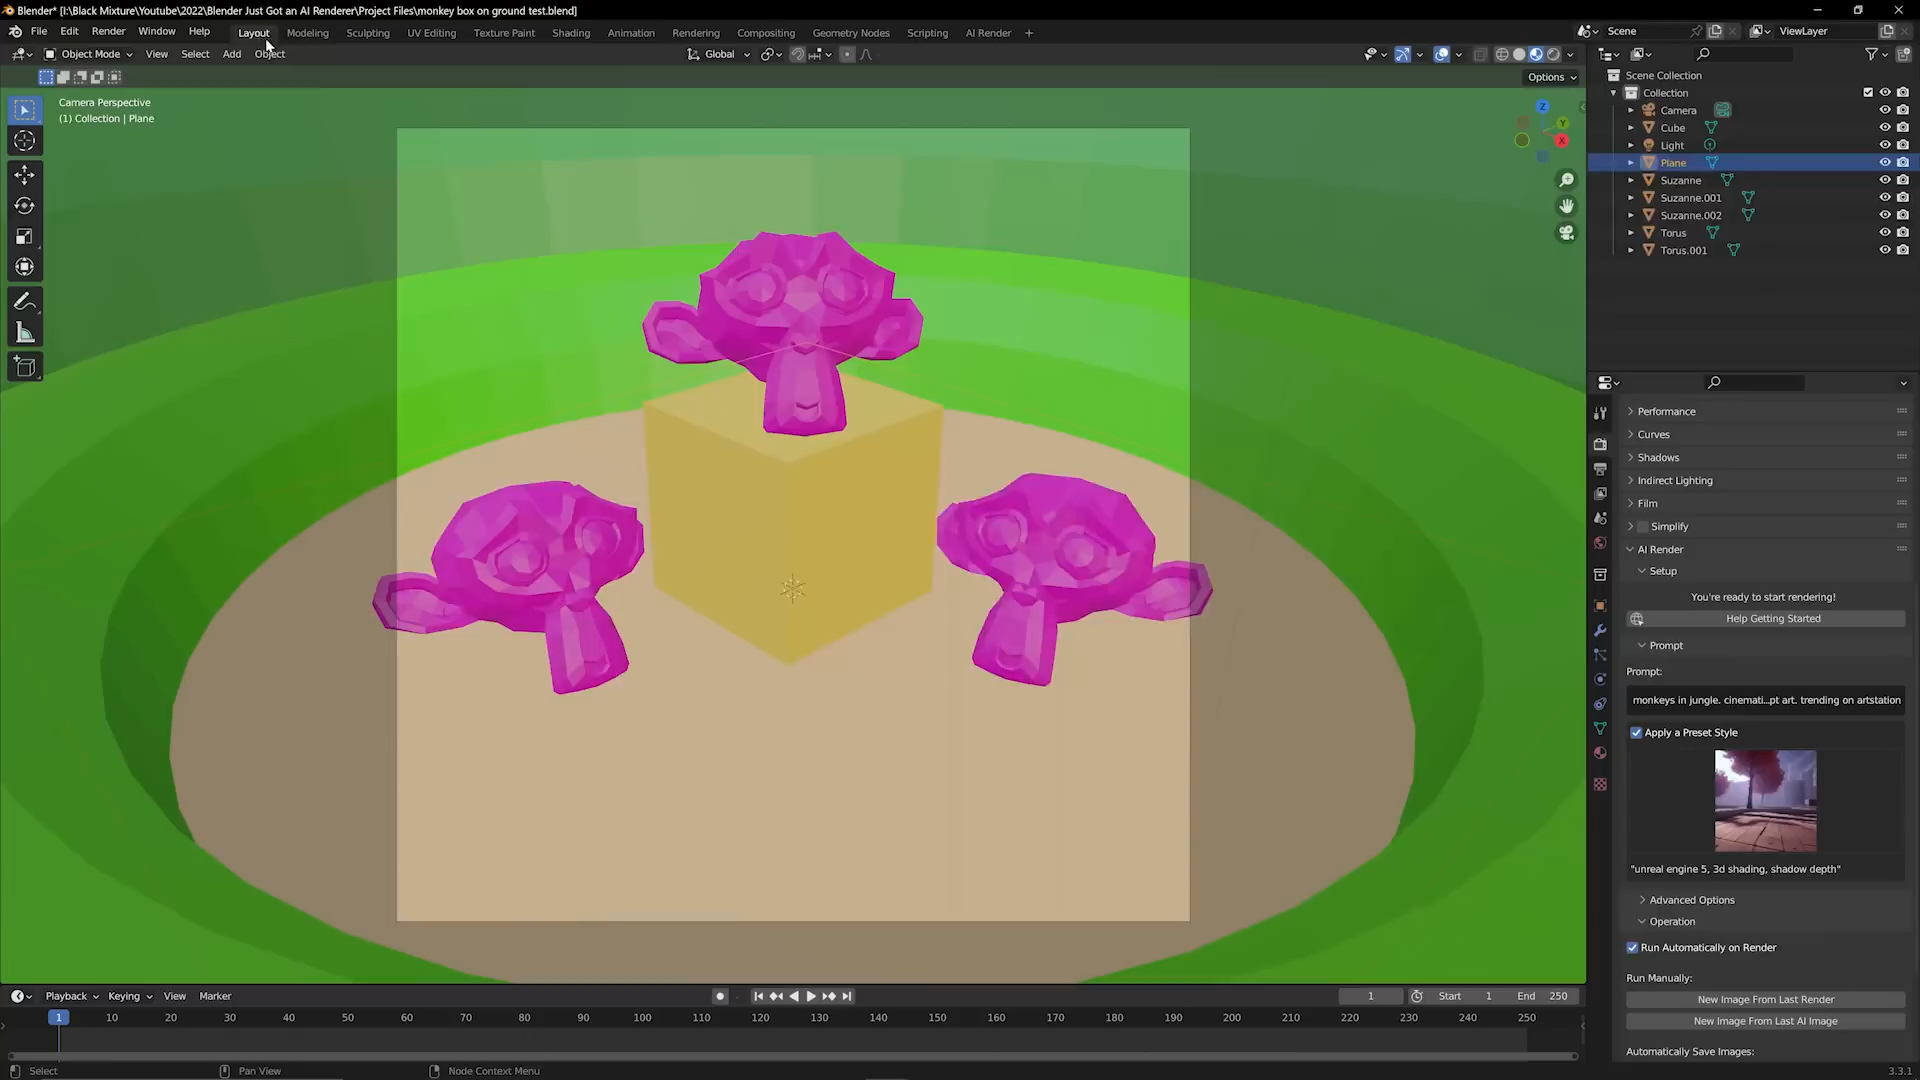 Blender* [I:\Black Mixture\Youtube\2022\Blender Just Got an AI Renderer\Project Files\monkey box on ground test.blend]
File Edit Render Window Help Layout Modeling Sculpting UV Editing Texture Paint Shading Animation Rendering Compositing Geometry Nodes Scripting AI Render + Scene ViewLayer
Object Mode View Select Add Object Global
Options
Camera Perspective
(1) Collection | Plane
Z
Y
X
Scene Collection
Collection
Camera
Cube
Light
Plane
Suzanne
Suzanne.001
Suzanne.002
Torus
Torus.001
Performance
Curves
Shadows
Indirect Lighting
Film
Simplify
AI Render
Setup
You're ready to start rendering!
Help Getting Started
Prompt
Prompt:
monkeys in jungle. cinemati...pt art. trending on artstation
Apply a Preset Style
"unreal engine 5, 3d shading, shadow depth"
Advanced Options
Operation
Run Automatically on Render
Run Manually:
New Image From Last Render
New Image From Last AI Image
Automatically Save Images:
Playback Keying View Marker 1 Start 1 End 250
1 10 20 30 40 50 60 70 80 90 100 110 120 130 140 150 160 170 180 190 200 210 220 230 240 250
Select Pan View Node Context Menu 3.3.1